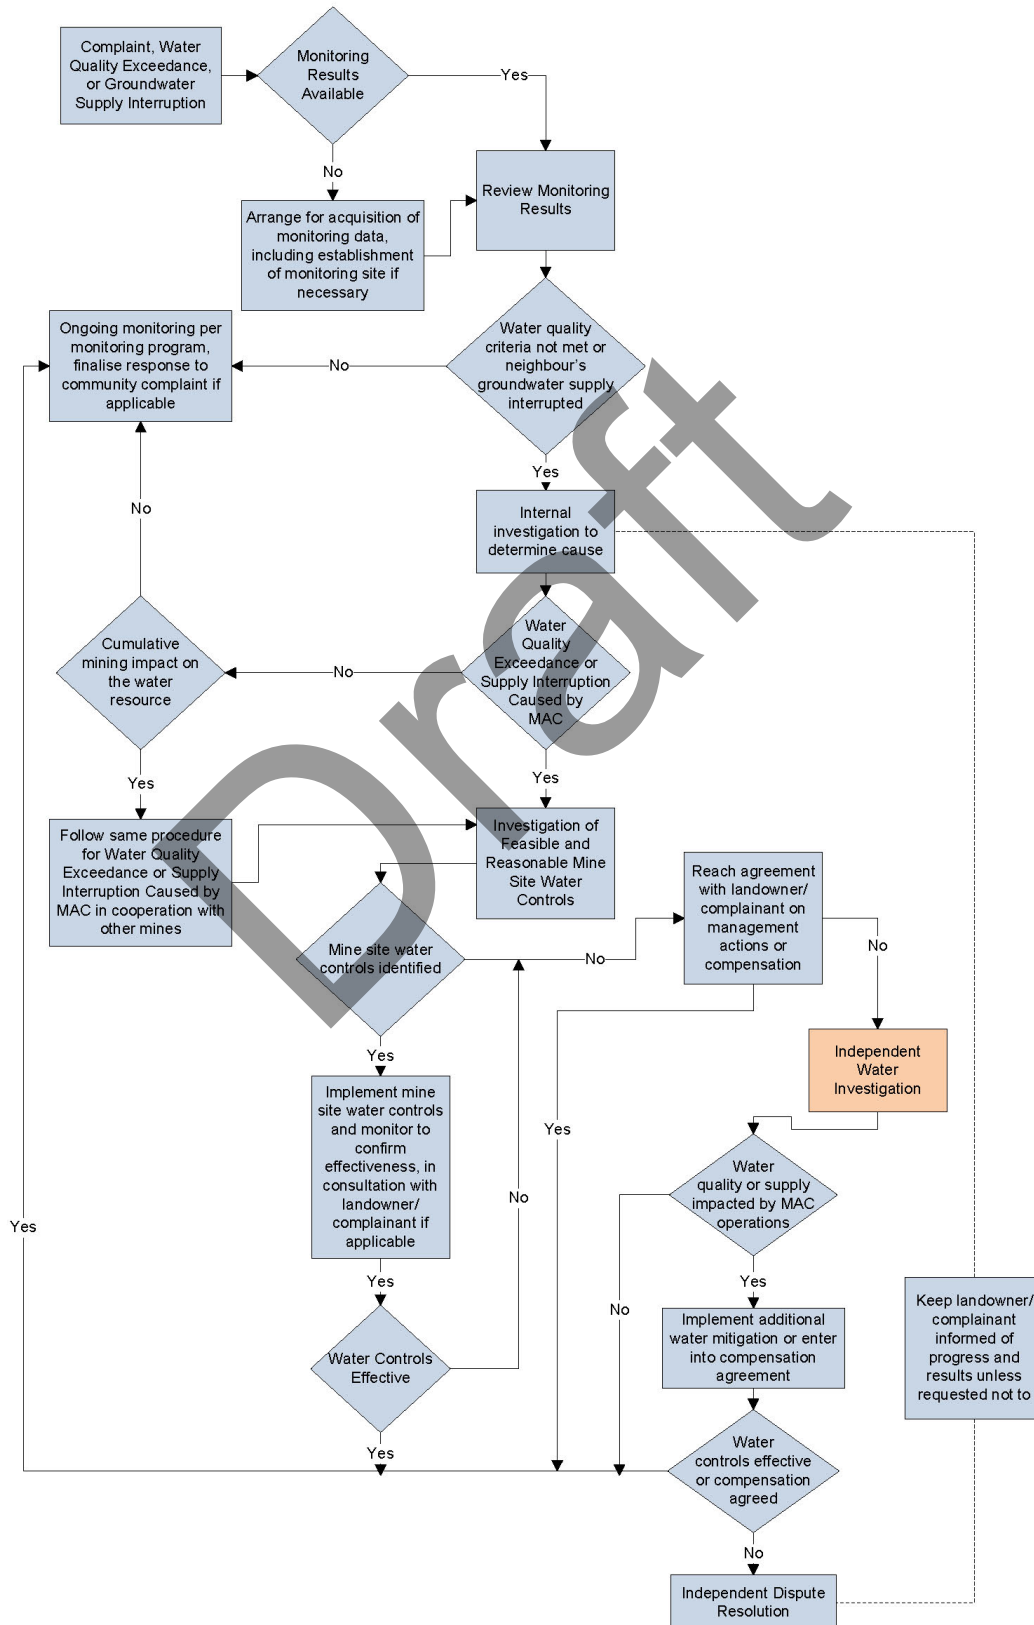 Complaint, Water
Quality Exceedance,
or Groundwater
Supply Interruption
Monitoring
Results
Available
Yes
No
Review Monitoring
Results
Arrange for acquisition of
monitoring data,
including establishment
of monitoring site if
necessary
Ongoing monitoring per
monitoring program,
finalise response to
community complaint if
applicable
No
Water quality
criteria not met or
neighbour's
groundwater supply
interrupted
Yes
No
Internal
investigation to
determine cause
Cumulative
mining impact on
the water
resource
No
Water
Quality
Exceedance or
Supply Interruption
Caused by
MAC
Yes
Yes
Follow same procedure
for Water Quality
Exceedance or Supply
Interruption Caused by
MAC in cooperation with
other mines
Investigation of
Feasible and
Reasonable Mine
Site Water
Controls
Reach agreement
with landowner/
complainant on
management
actions or
compensation
No
Mine site water
controls identified
No
Yes
Independent
Water
Investigation
Implement mine
site water controls
and monitor to
confirm
effectiveness, in
consultation with
landowner/
complainant if
applicable
Yes
No
Water
quality or supply
impacted by MAC
operations
Yes
Yes
Yes
No
Keep landowner/
complainant
informed of
progress and
results unless
requested not to
Implement additional
water mitigation or enter
into compensation
agreement
Water Controls
Effective
Yes
Water
controls effective
or compensation
agreed
No
Independent Dispute
Resolution
Draft